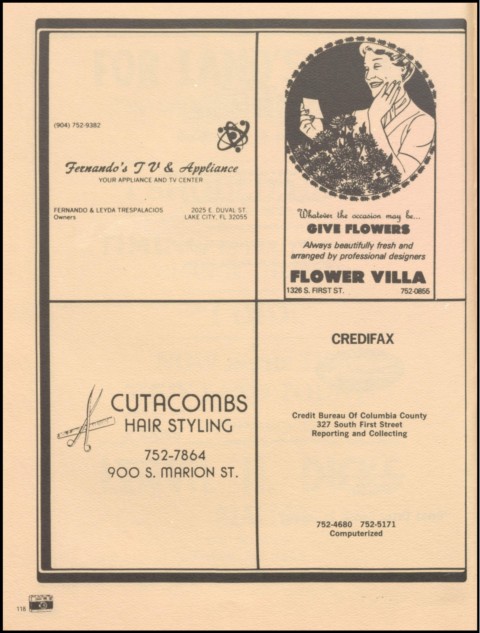 (904) 752-9382
Fernando's TV & Appliance
YOUR APPLIANCE AND TV CENTER
FERNANDO & LEYDA TRESPALACIOS
Owners
2025 E. DUVAL ST.
LAKE CITY, FL 32055
Whatever the occasion may be...
GIVE FLOWERS
Always beautifully fresh and
arranged by professional designers
FLOWER VILLA
1326 S. FIRST ST. 752-0855
CUTACOMBS
HAIR STYLING
752-7864
900 S. MARION ST.
CREDIFAX
Credit Bureau Of Columbia County
327 South First Street
Reporting and Collecting
752-4680 752-5171
Computerized
118